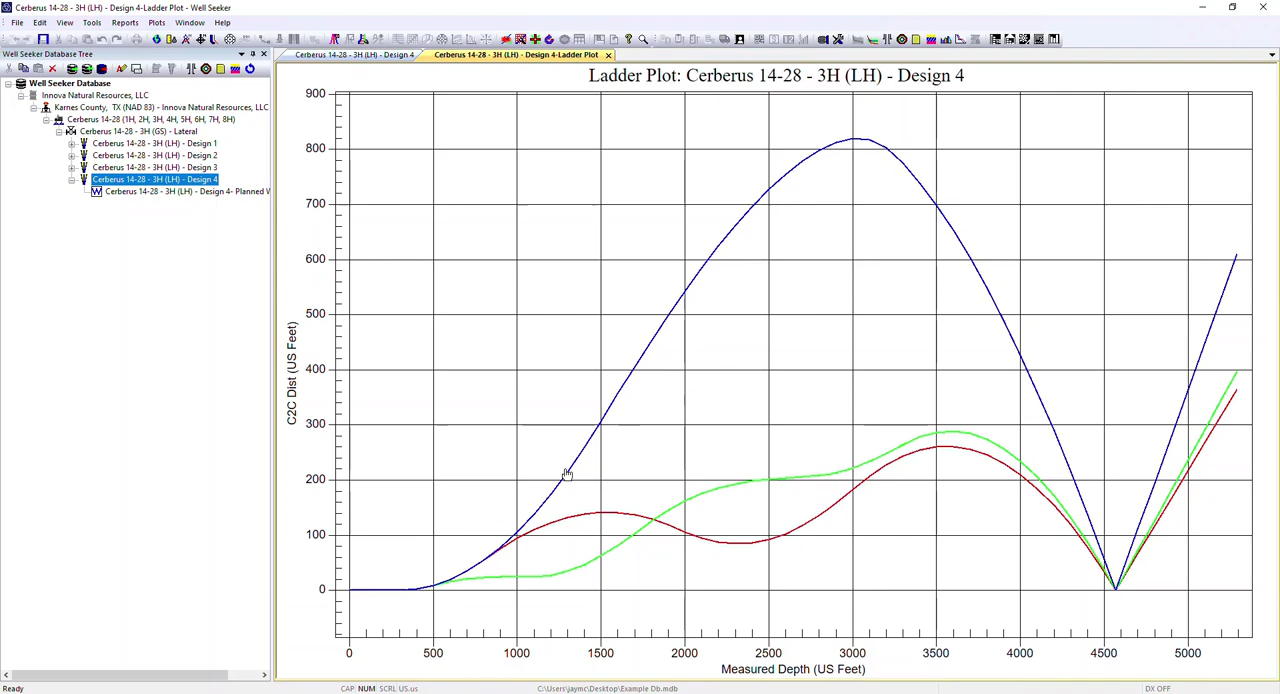 Cerberus 14-28 - 3H (LH) - Design 4-Ladder Plot - Well Seeker
File Edit View Tools Reports Plots Window Help
Well Seeker Database Tree
Cerberus 14-28 - 3H (LH) - Design 4
Cerberus 14-28 - 3H (LH) - Design 4-Ladder Plot
Well Seeker Database
Innova Natural Resources, LLC
Karnes County, TX (NAD 83) - Innova Natural Resources, LLC
Cerberus 14-28 (1H, 2H, 3H, 4H, 5H, 6H, 7H, 8H)
Cerberus 14-28 - 3H (GS) - Lateral
Cerberus 14-28 - 3H (LH) - Design 1
Cerberus 14-28 - 3H (LH) - Design 2
Cerberus 14-28 - 3H (LH) - Design 3
Cerberus 14-28 - 3H (LH) - Design 4
Cerberus 14-28 - 3H (LH) - Design 4- Planned W
Ladder Plot: Cerberus 14-28 - 3H (LH) - Design 4
900
800
700
600
500
400
300
200
100
0
C2C Dist (US Feet)
0 500 1000 1500 2000 2500 3000 3500 4000 4500 5000
Measured Depth (US Feet)
Ready
CAP NUM SCRL US.us
C:\Users\jaymc\Desktop\Example Db.mdb
DX OFF